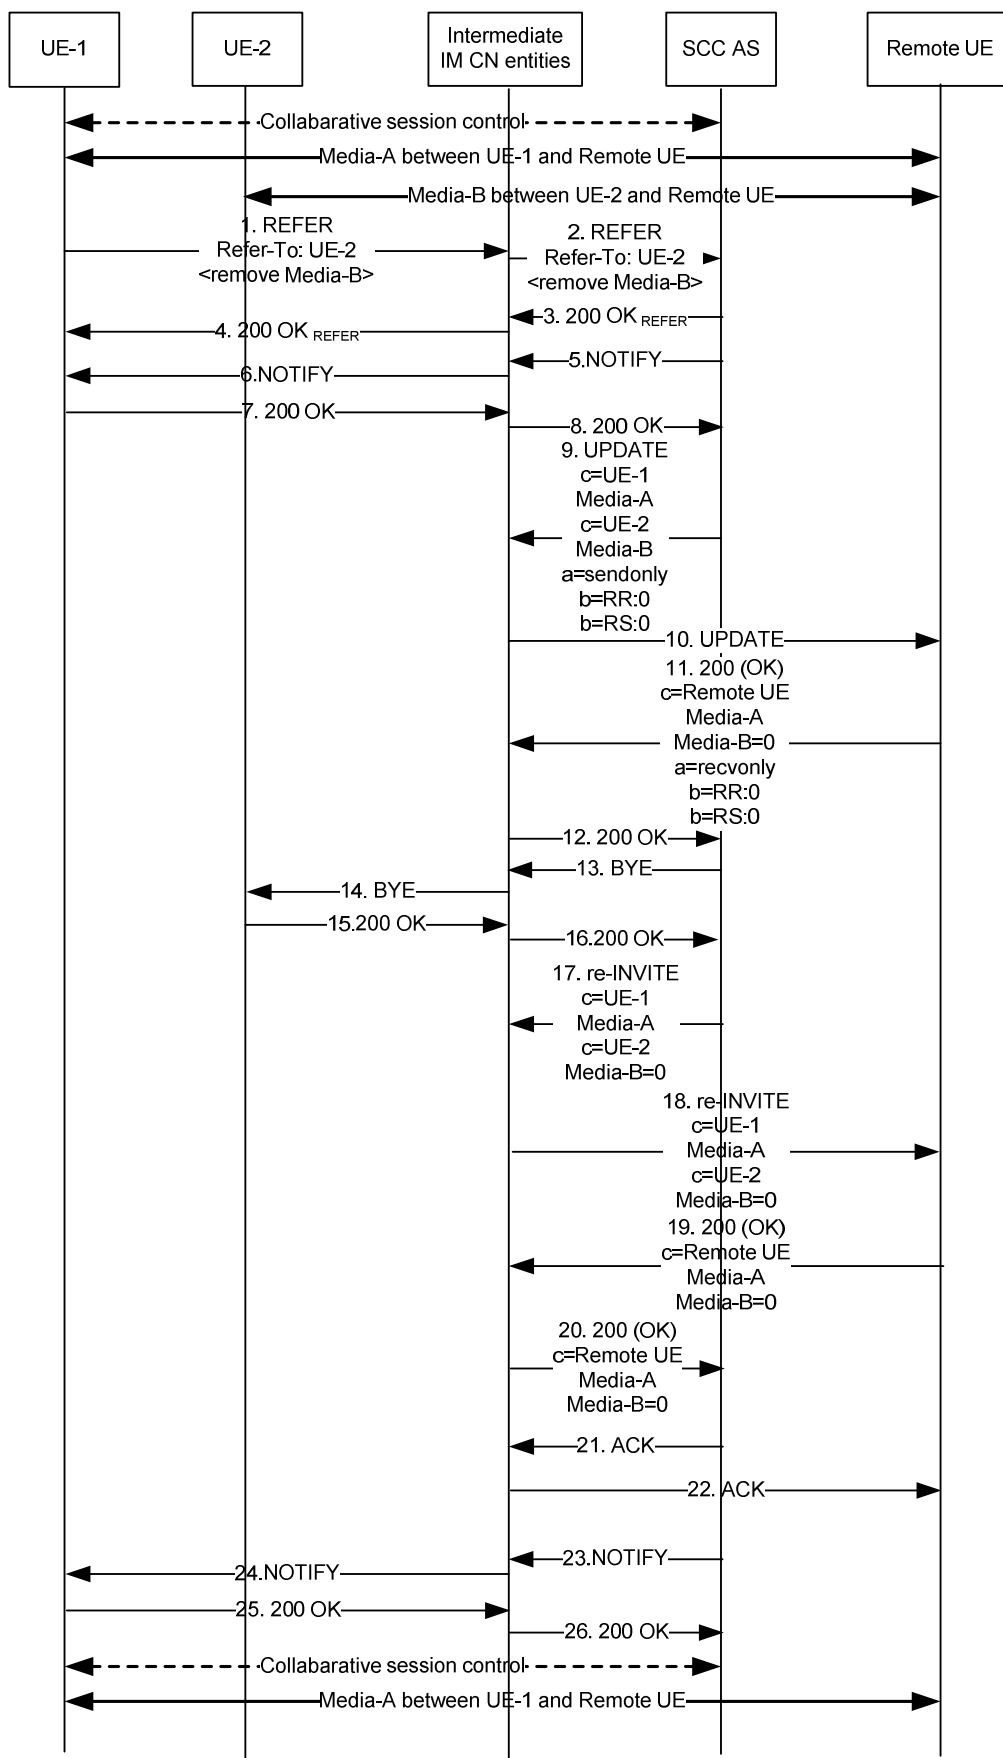 UE-1
UE-2
Intermediate
IM CN entities
SCC AS
Remote UE
Collabarative session control
Media-A between UE-1 and Remote UE
Media-B between UE-2 and Remote UE
1. REFER
Refer-To: UE-2
<remove Media-B>
2. REFER
Refer-To: UE-2
<remove Media-B>
3. 200 OK REFER
4. 200 OK REFER
5.NOTIFY
6.NOTIFY
7. 200 OK
8. 200 OK
9. UPDATE
c=UE-1
Media-A
c=UE-2
Media-B
a=sendonly
b=RR:0
b=RS:0
10. UPDATE
11. 200 (OK)
c=Remote UE
Media-A
Media-B=0
a=recvonly
b=RR:0
b=RS:0
12. 200 OK
13. BYE
14. BYE
15.200 OK
16.200 OK
17. re-INVITE
c=UE-1
Media-A
c=UE-2
Media-B=0
18. re-INVITE
c=UE-1
Media-A
c=UE-2
Media-B=0
19. 200 (OK)
c=Remote UE
Media-A
Media-B=0
20. 200 (OK)
c=Remote UE
Media-A
Media-B=0
21. ACK
22. ACK
23.NOTIFY
24.NOTIFY
25. 200 OK
26. 200 OK
Collabarative session control
Media-A between UE-1 and Remote UE